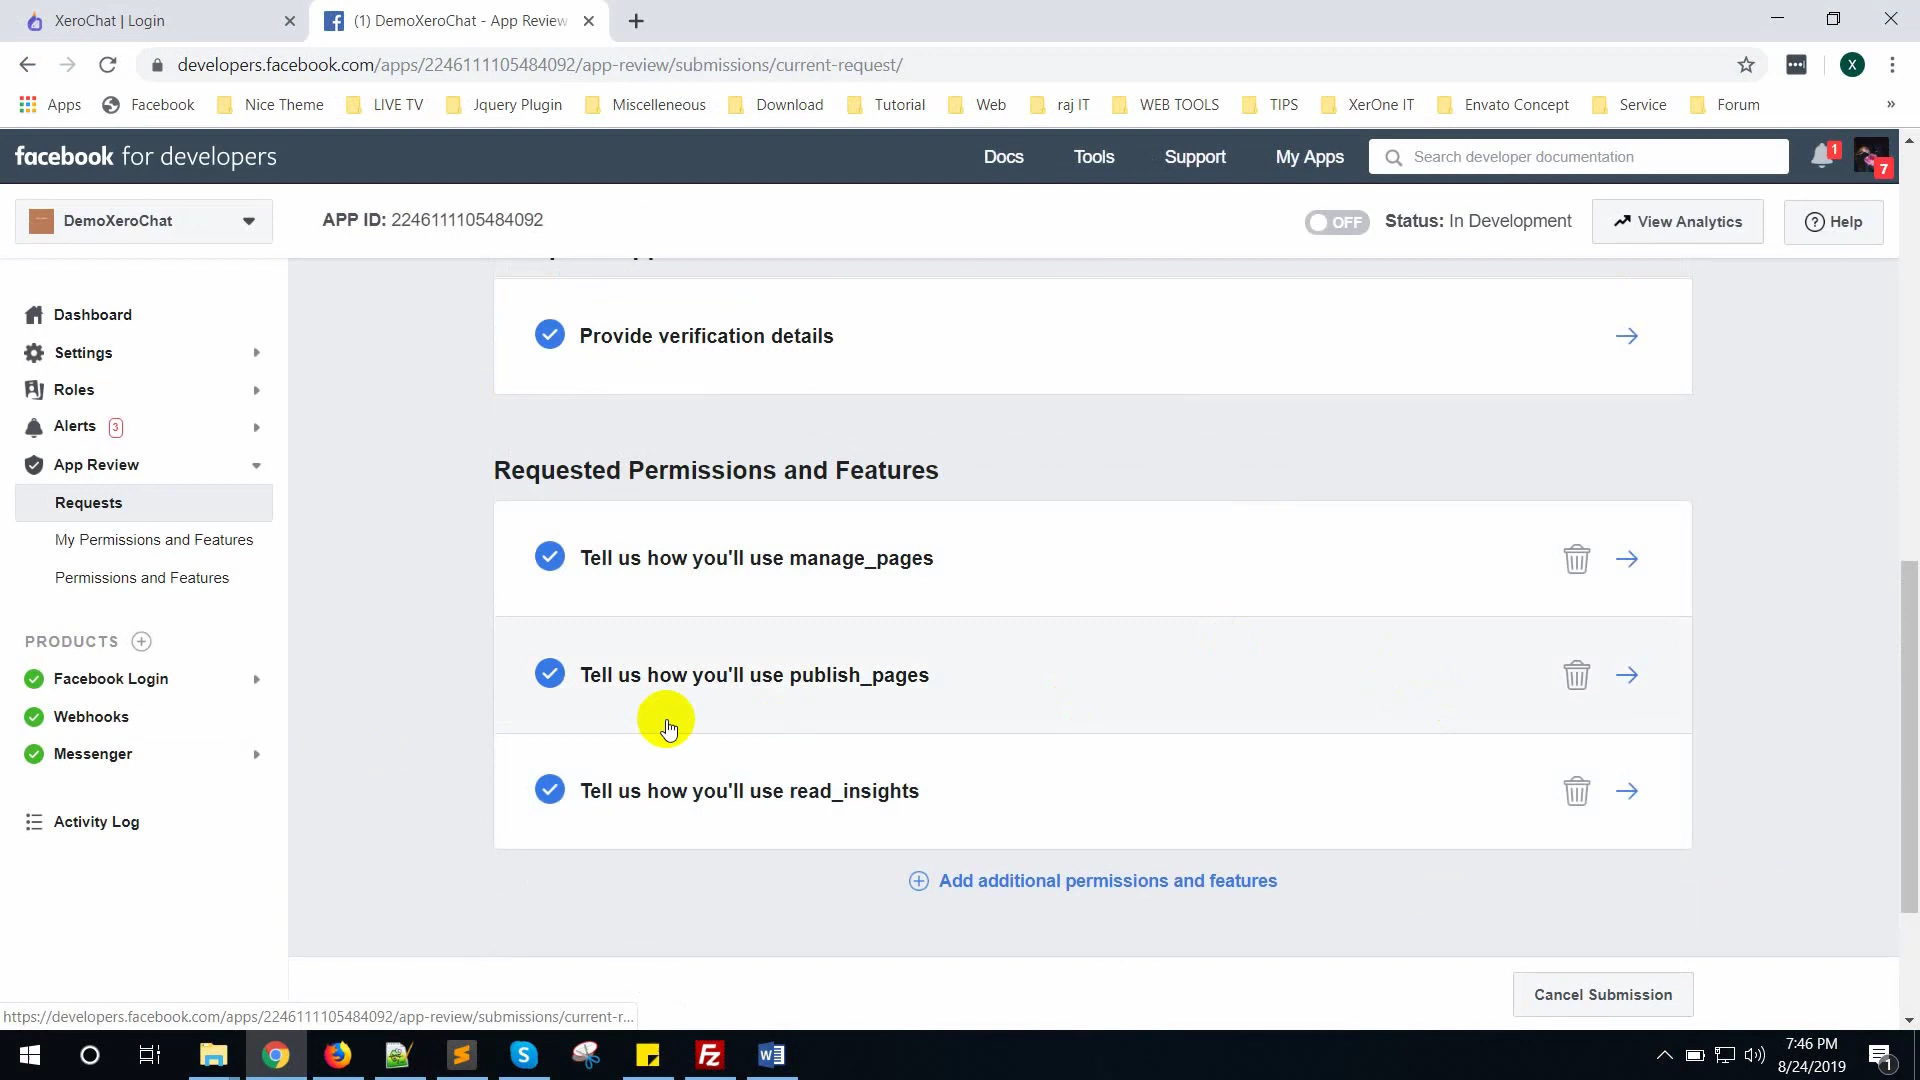 XeroChat | Login
(1) DemoXeroChat - App Review
developers.facebook.com/apps/2246111105484092/app-review/submissions/current-request/
X
Apps
Facebook
Nice Theme
LIVE TV
Jquery Plugin
Miscelleneous
Download
Tutorial
Web
raj IT
WEB TOOLS
TIPS
XerOne IT
Envato Concept
Service
Forum
»
facebook for developers
Docs
Tools
Support
My Apps
Search developer documentation
1
7
DemoXeroChat
APP ID: 2246111105484092
OFF
Status: In Development
View Analytics
Help
Dashboard
Settings
Roles
Alerts 3
App Review
Requests
My Permissions and Features
Permissions and Features
PRODUCTS
Facebook Login
Webhooks
Messenger
Activity Log
Provide verification details
Requested Permissions and Features
Tell us how you'll use manage_pages
Tell us how you'll use publish_pages
Tell us how you'll use read_insights
Add additional permissions and features
Cancel Submission
https://developers.facebook.com/apps/2246111105484092/app-review/submissions/current-r...
7:46 PM
8/24/2019
1